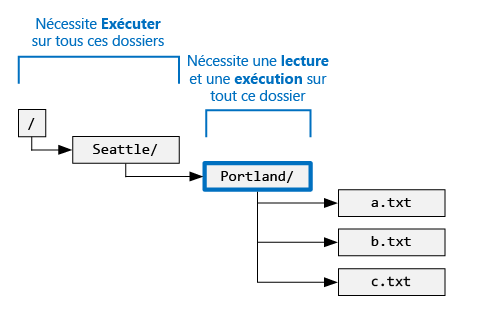 Nécessite Exécuter
sur tous ces dossiers
Nécessite une lecture
et une exécution sur
tout ce dossier
/
Seattle/
Portland/
a.txt
b.txt
c.txt